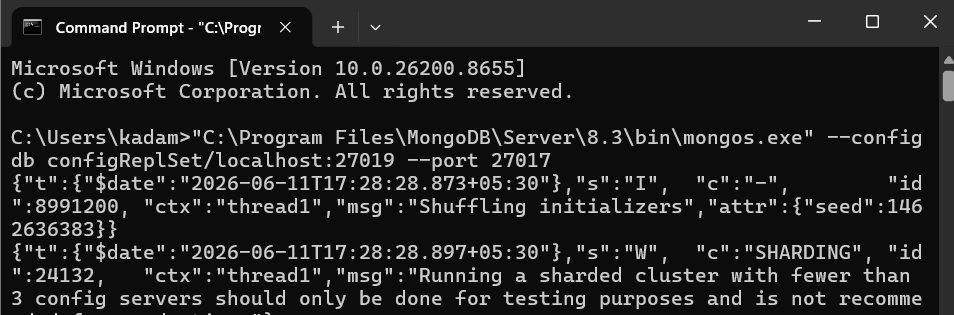 Command Prompt - "C:\Progr
Microsoft Windows [Version 10.0.26200.8655]
(c) Microsoft Corporation. All rights reserved.
C:\Users\kadam>"C:\Program Files\MongoDB\Server\8.3\bin\mongos.exe" --config
db configReplSet/localhost:27019 --port 27017
{"t":{"$date":"2026-06-11T17:28:28.873+05:30"},"s":"I",  "c":"-",        "id
":8991200, "ctx":"thread1","msg":"Shuffling initializers","attr":{"seed":146
2636383}}
{"t":{"$date":"2026-06-11T17:28:28.897+05:30"},"s":"W",  "c":"SHARDING", "id
":24132,   "ctx":"thread1","msg":"Running a sharded cluster with fewer than
3 config servers should only be done for testing purposes and is not recomme